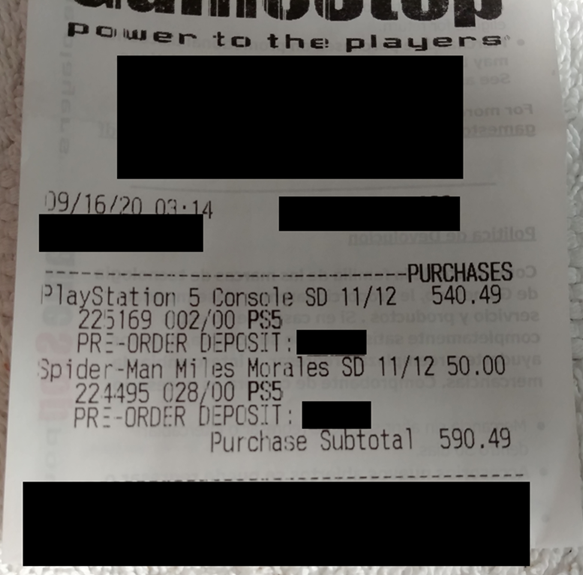 GameStop
power to the players
09/16/20 03:14
--------------------------------PURCHASES
PlayStation 5 Console SD 11/12 540.49
225169 002/00 PS5
PRE-ORDER DEPOSIT:
Spider-Man Miles Morales SD 11/12 50.00
224495 028/00 PS5
PRE-ORDER DEPOSIT:
Purchase Subtotal 590.49